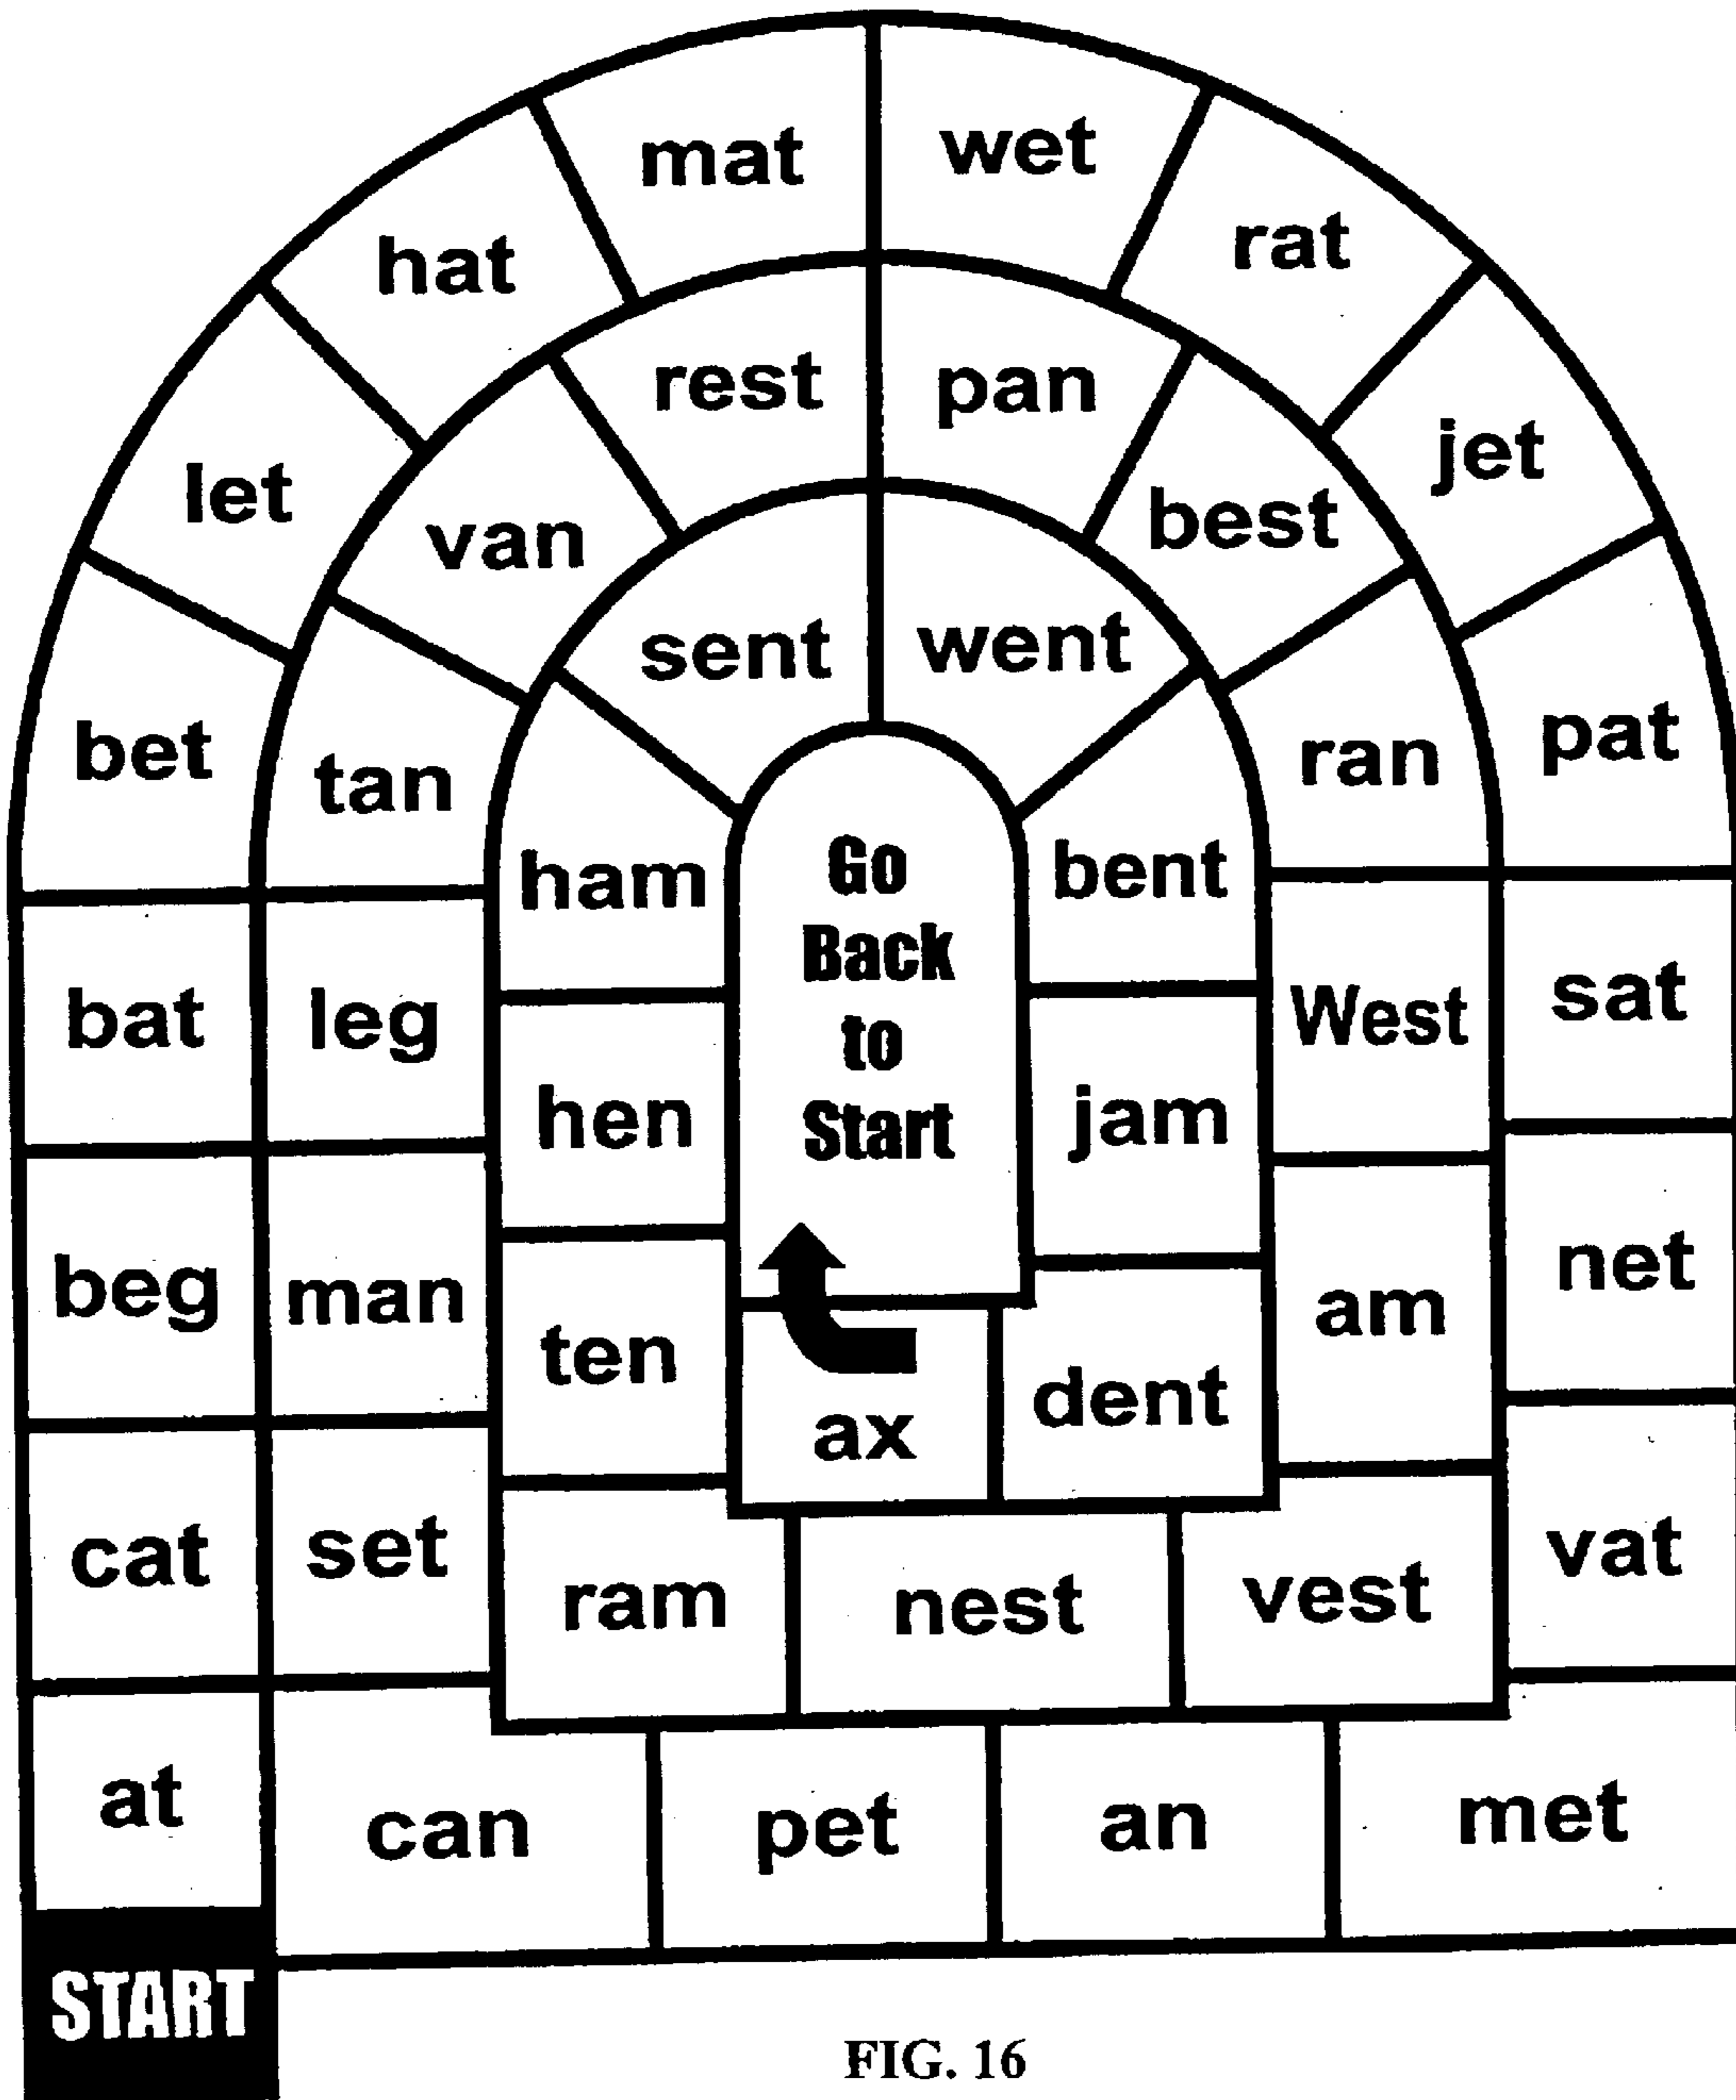 START
at
cat
beg
bat
bet
let
hat
mat
wet
rat
jet
pat
sat
net
vat
met
an
pet
can
set
man
leg
tan
van
rest
pan
best
ran
West
am
vest
nest
ram
ten
hen
ham
sent
went
bent
jam
dent
ax
Go
Back
to
Start
FIG. 16